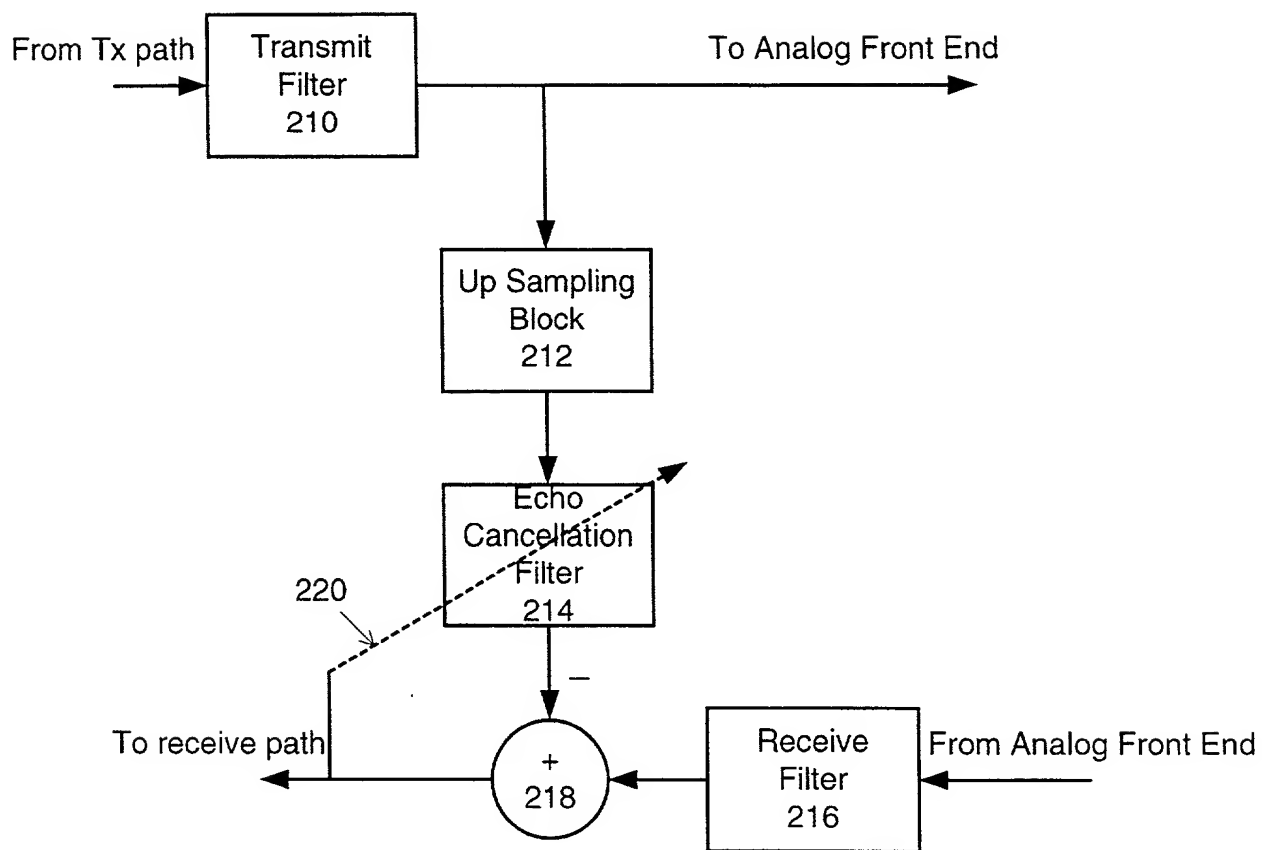 From Tx path
Transmit
Filter
210
To Analog Front End
Up Sampling
Block
212
Echo
Cancellation
Filter
214
220
–
To receive path
+
218
Receive
Filter
216
From Analog Front End